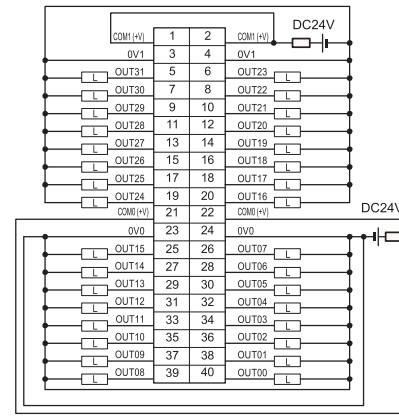 DC24V
COM1 (+V) 1 2 COM1 (+V)
0V1 3 4 0V1
L OUT31 5 6 OUT23 L
L OUT30 7 8 OUT22 L
L OUT29 9 10 OUT21 L
L OUT28 11 12 OUT20 L
L OUT27 13 14 OUT19 L
L OUT26 15 16 OUT18 L
L OUT25 17 18 OUT17 L
L OUT24 19 20 OUT16 L
COM0 (+V) 21 22 COM0 (+V) DC24V
0V0 23 24 0V0
L OUT15 25 26 OUT07 L
L OUT14 27 28 OUT06 L
L OUT13 29 30 OUT05 L
L OUT12 31 32 OUT04 L
L OUT11 33 34 OUT03 L
L OUT10 35 36 OUT02 L
L OUT09 37 38 OUT01 L
L OUT08 39 40 OUT00 L